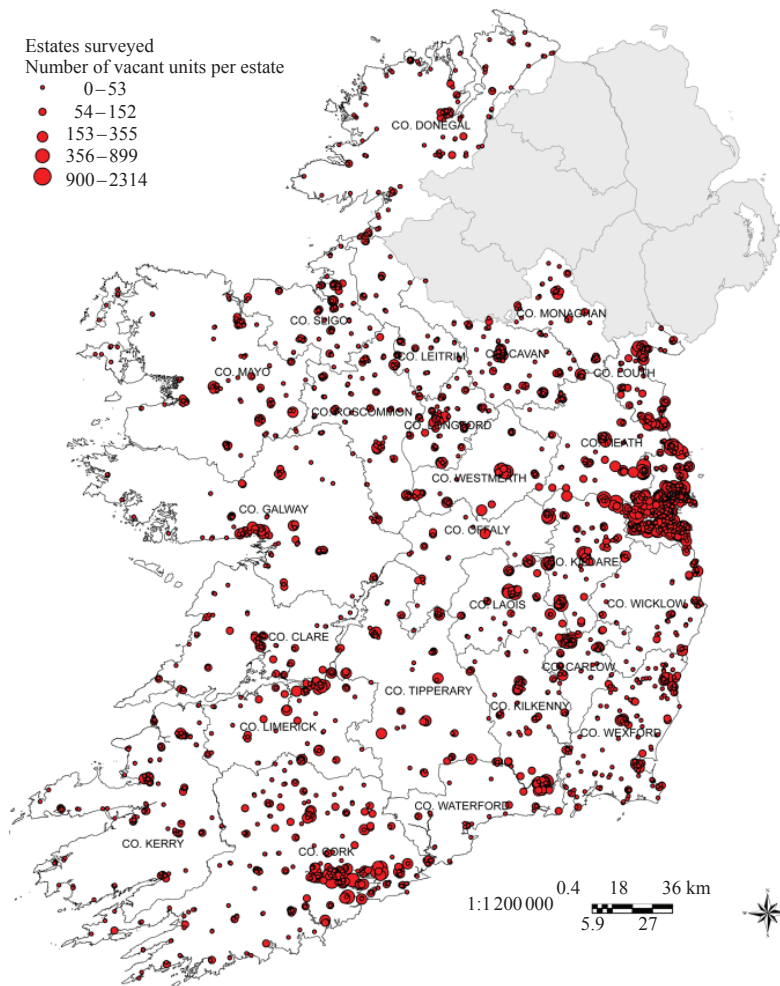 Estates surveyed
Number of vacant units per estate
0–53
54–152
153–355
356–899
900–2314
CO. DONEGAL
CO. MONAGHAN
CO. SLIGO
CO. LEITRIM
CO. CAVAN
CO. LOUTH
CO. MAYO
CO. ROSCOMMON
CO. LONGFORD
CO. MEATH
CO. WESTMEATH
CO. GALWAY
CO. OFFALY
CO. KILDARE
CO. LAOIS
CO. WICKLOW
CO. CLARE
CO. CARLOW
CO. TIPPERARY
CO. KILKENNY
CO. LIMERICK
CO. WEXFORD
CO. WATERFORD
CO. KERRY
CO. CORK
0.4 18 36 km
1:1 200 000
5.9 27
N
W E
S